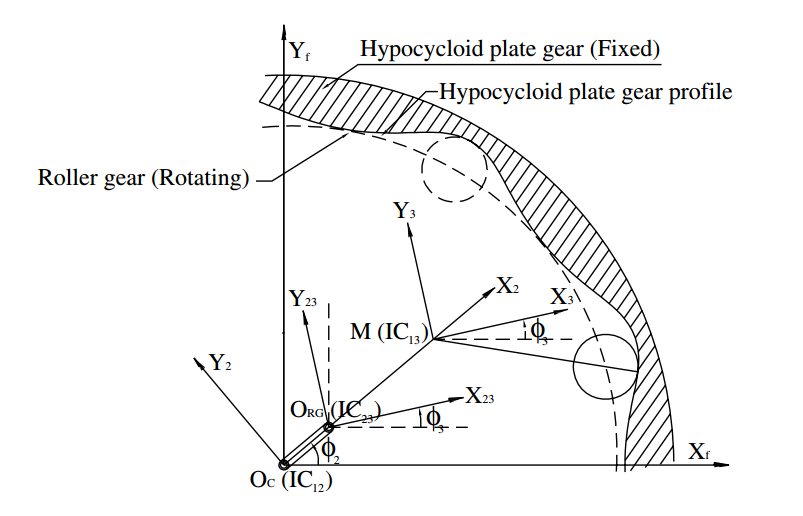 Yf
Hypocycloid plate gear (Fixed)
Hypocycloid plate gear profile
Roller gear (Rotating)
Y3
X2
X3
Y23
M (IC13)
ϕ3
Y2
X23
ORG (IC23)
ϕ3
ϕ2
Xf
OC (IC12)